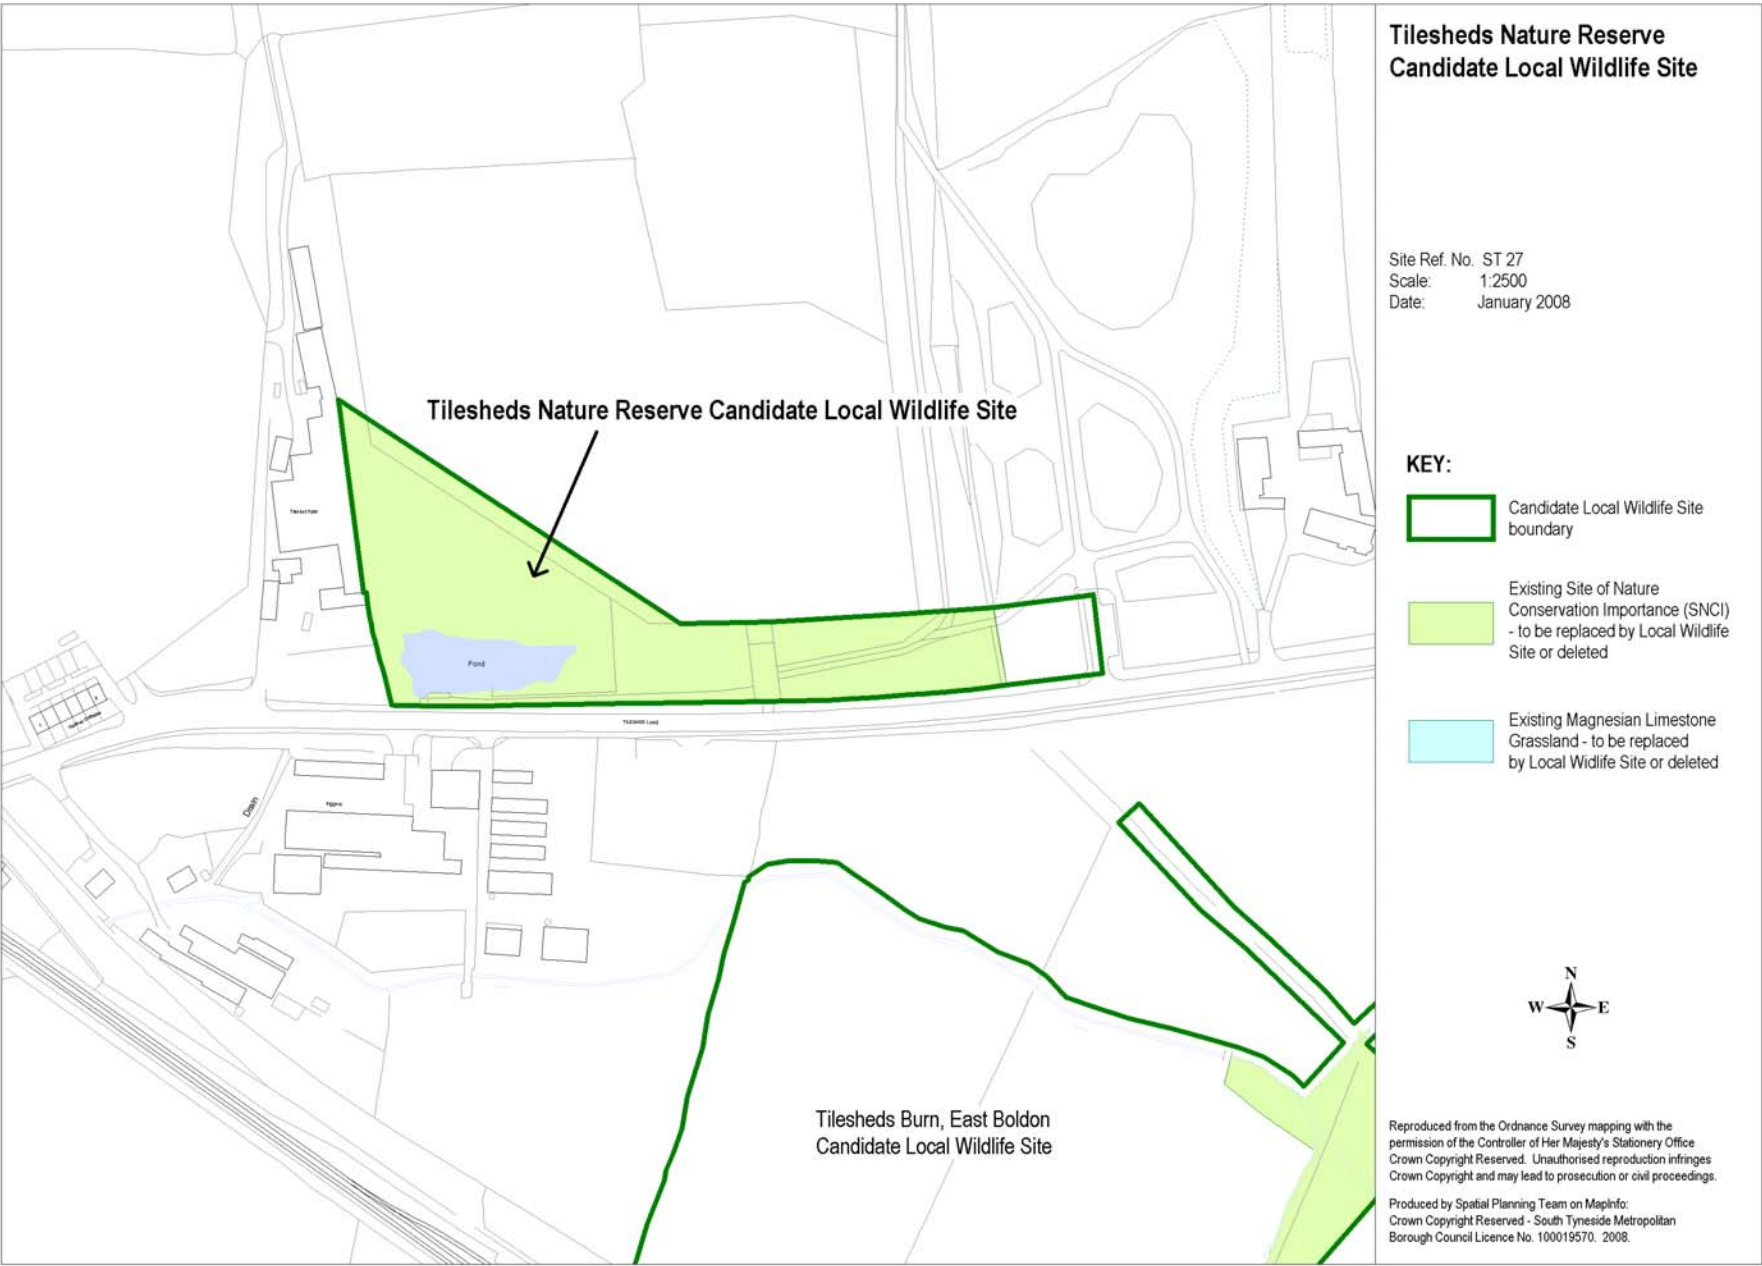 Tilesheds Nature Reserve
Candidate Local Wildlife Site
Site Ref. No. ST 27
Scale: 1:2500
Date: January 2008
Tilesheds Nature Reserve Candidate Local Wildlife Site
Pond
Drain
Tilesheds Burn, East Boldon
Candidate Local Wildlife Site
KEY:
Candidate Local Wildlife Site
boundary
Existing Site of Nature
Conservation Importance (SNCI)
- to be replaced by Local Wildlife
Site or deleted
Existing Magnesian Limestone
Grassland - to be replaced
by Local Widlife Site or deleted
N
W E
S
Reproduced from the Ordnance Survey mapping with the
permission of the Controller of Her Majesty's Stationery Office
Crown Copyright Reserved. Unauthorised reproduction infringes
Crown Copyright and may lead to prosecution or civil proceedings.
Produced by Spatial Planning Team on MapInfo:
Crown Copyright Reserved - South Tyneside Metropolitan
Borough Council Licence No. 100019570. 2008.